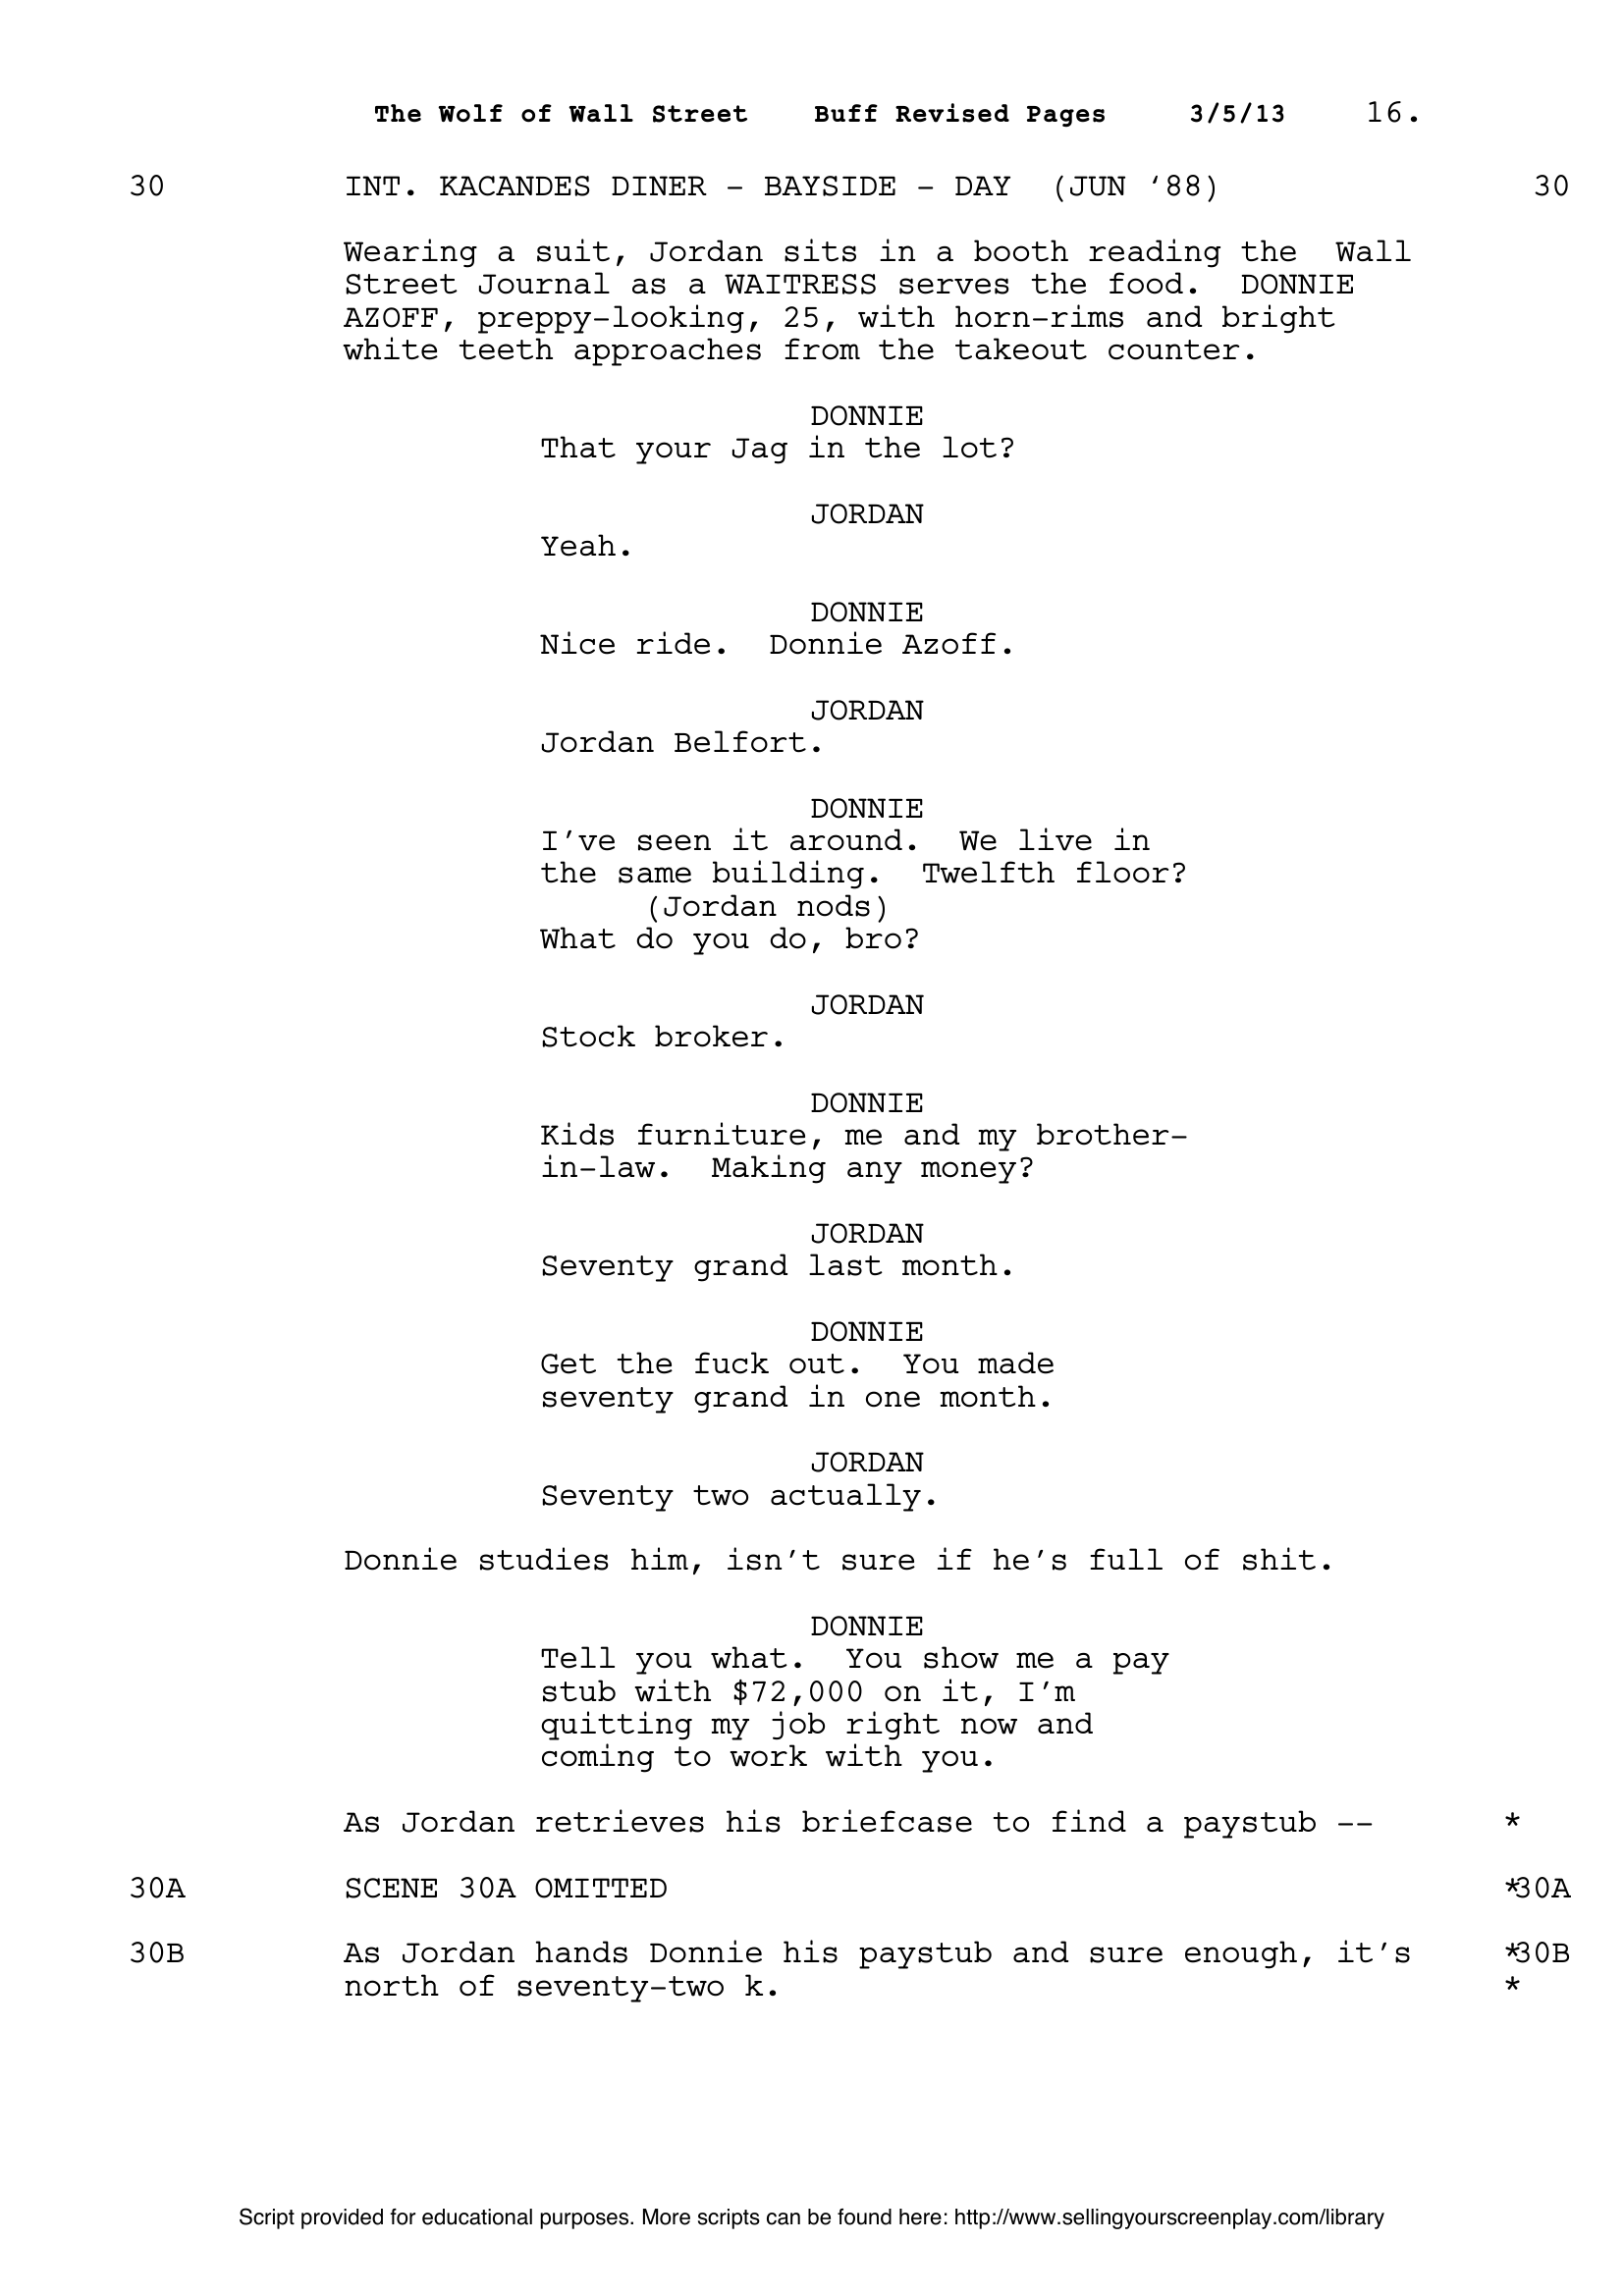 The Wolf of Wall Street Buff Revised Pages 3/5/13 16.
30 INT. KACANDES DINER - BAYSIDE - DAY (JUN ‘88) 30
Wearing a suit, Jordan sits in a booth reading the Wall
Street Journal as a WAITRESS serves the food. DONNIE
AZOFF, preppy-looking, 25, with horn-rims and bright
white teeth approaches from the takeout counter.
DONNIE
That your Jag in the lot?
JORDAN
Yeah.
DONNIE
Nice ride. Donnie Azoff.
JORDAN
Jordan Belfort.
DONNIE
I’ve seen it around. We live in
the same building. Twelfth floor?
(Jordan nods)
What do you do, bro?
JORDAN
Stock broker.
DONNIE
Kids furniture, me and my brother-
in-law. Making any money?
JORDAN
Seventy grand last month.
DONNIE
Get the fuck out. You made
seventy grand in one month.
JORDAN
Seventy two actually.
Donnie studies him, isn’t sure if he’s full of shit.
DONNIE
Tell you what. You show me a pay
stub with $72,000 on it, I’m
quitting my job right now and
coming to work with you.
As Jordan retrieves his briefcase to find a paystub -- *
30A SCENE 30A OMITTED *30A
30B As Jordan hands Donnie his paystub and sure enough, it’s *30B
north of seventy-two k. *
Script provided for educational purposes. More scripts can be found here: http://www.sellingyourscreenplay.com/library